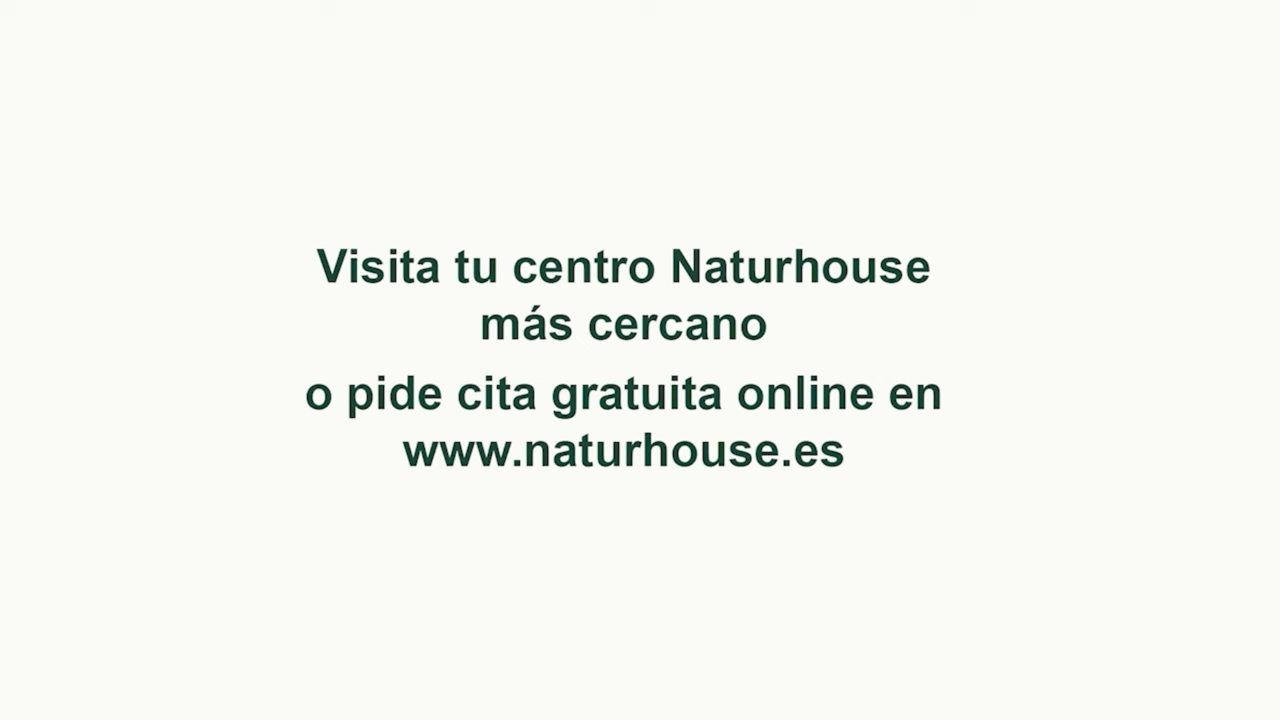 Visita tu centro Naturhouse
más cercano
o pide cita gratuita online en
www.naturhouse.es